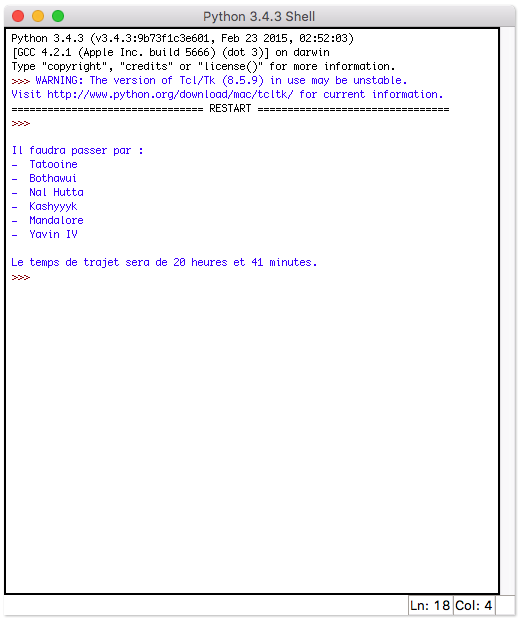 Python 3.4.3 Shell
Python 3.4.3 (v3.4.3:9b73f1c3e601, Feb 23 2015, 02:52:03)
[GCC 4.2.1 (Apple Inc. build 5666) (dot 3)] on darwin
Type "copyright", "credits" or "license()" for more information.
>>> WARNING: The version of Tcl/Tk (8.5.9) in use may be unstable.
Visit http://www.python.org/download/mac/tcltk/ for current information.
================================ RESTART ================================
>>>
Il faudra passer par :
- Tatooine
- Bothawui
- Nal Hutta
- Kashyyyk
- Mandalore
- Yavin IV
Le temps de trajet sera de 20 heures et 41 minutes.
>>>
Ln: 18 Col: 4